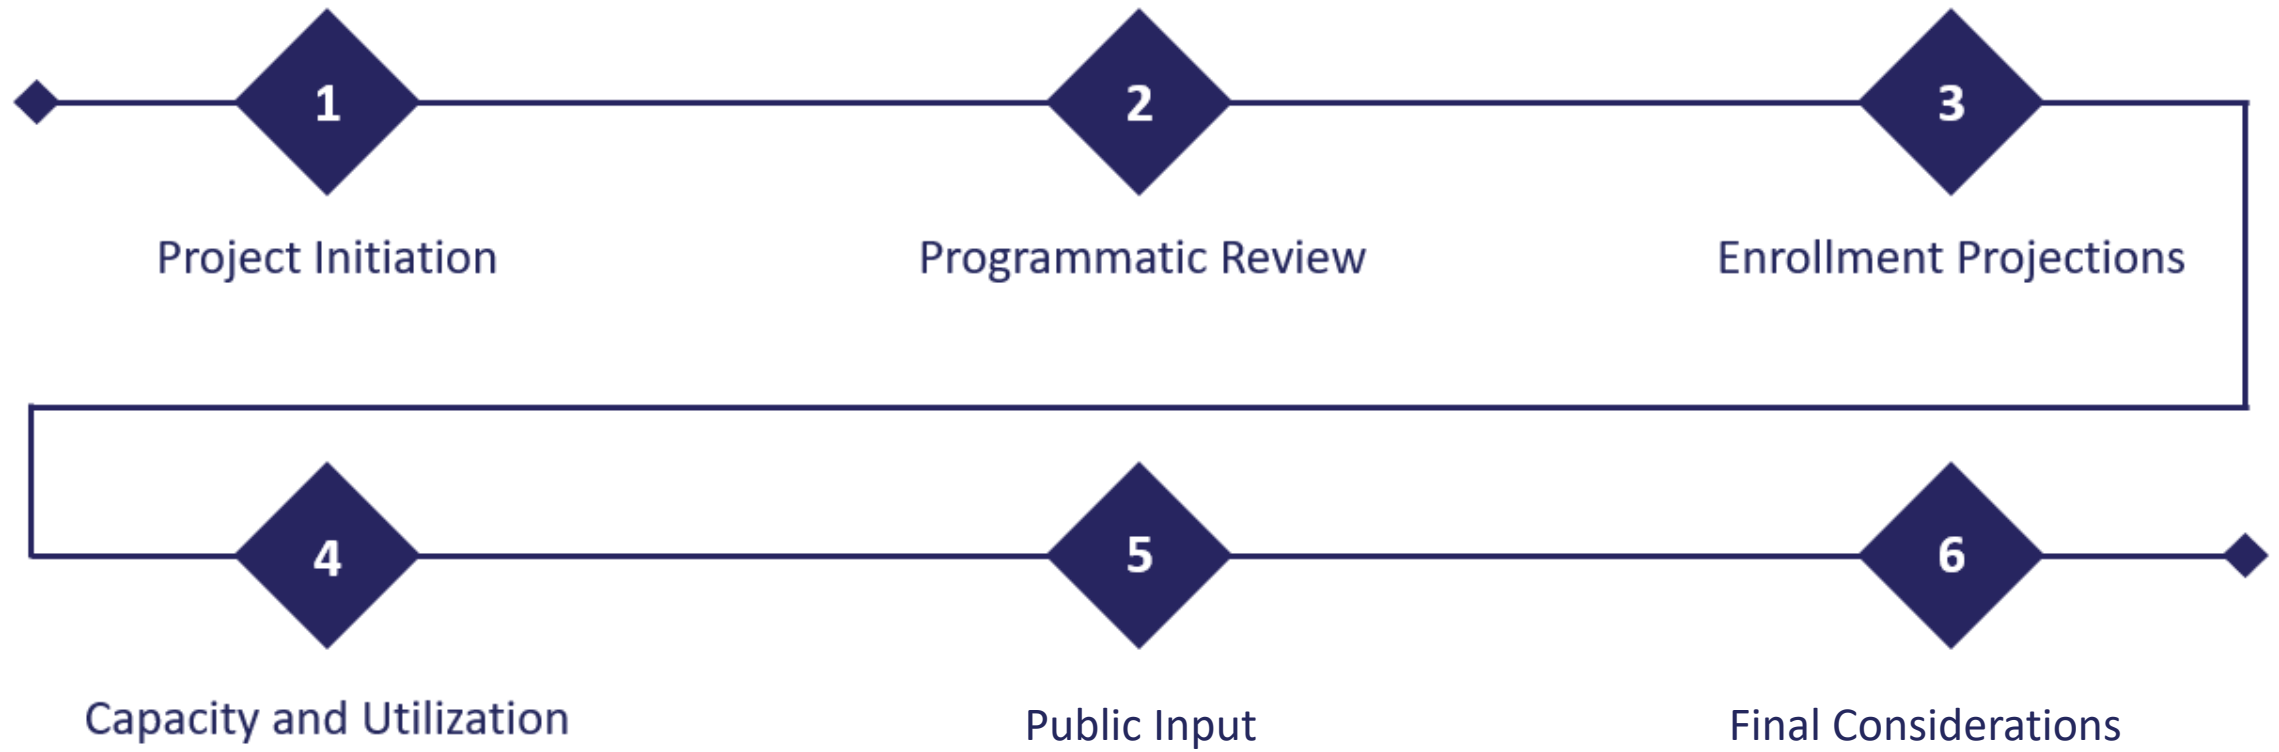 1
2
3
Project Initiation
Programmatic Review
Enrollment Projections
4
5
6
Capacity and Utilization
Public Input
Final Considerations